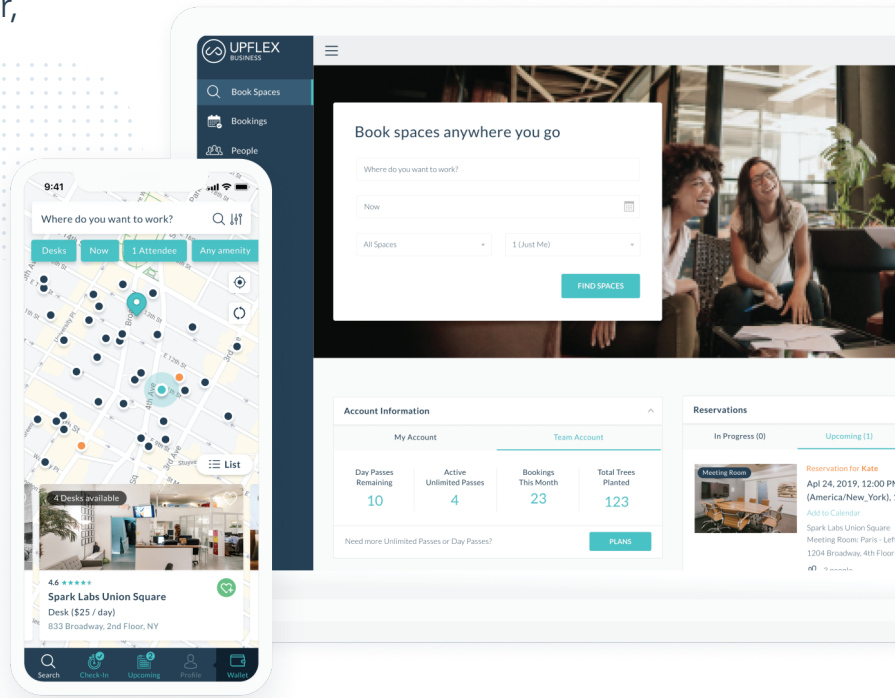 r,
UPFLEX
BUSINESS
Book Spaces
Bookings
People
Book spaces anywhere you go
Where do you want to work?
Now
All Spaces
1 (Just Me)
FIND SPACES
Account Information
My Account
Team Account
Day Passes Remaining
10
Active Unlimited Passes
4
Bookings This Month
23
Total Trees Planted
123
Need more Unlimited Passes or Day Passes?
PLANS
Reservations
In Progress (0)
Upcoming (1)
Meeting Room
Reservation for Kate
Apl 24, 2019, 12:00 PM
(America/New_York),
Add to Calendar
Spark Labs Union Square
Meeting Room: Paris - Left
1204 Broadway, 4th Floor
9:41
Where do you want to work?
Desks
Now
1 Attendee
Any amenity
E 12th St
4th Ave
3rd
List
4 Desks available
4.6
Spark Labs Union Square
Desk ($25 / day)
833 Broadway, 2nd Floor, NY
Search
Check-In
2
Upcoming
Profile
Wallet